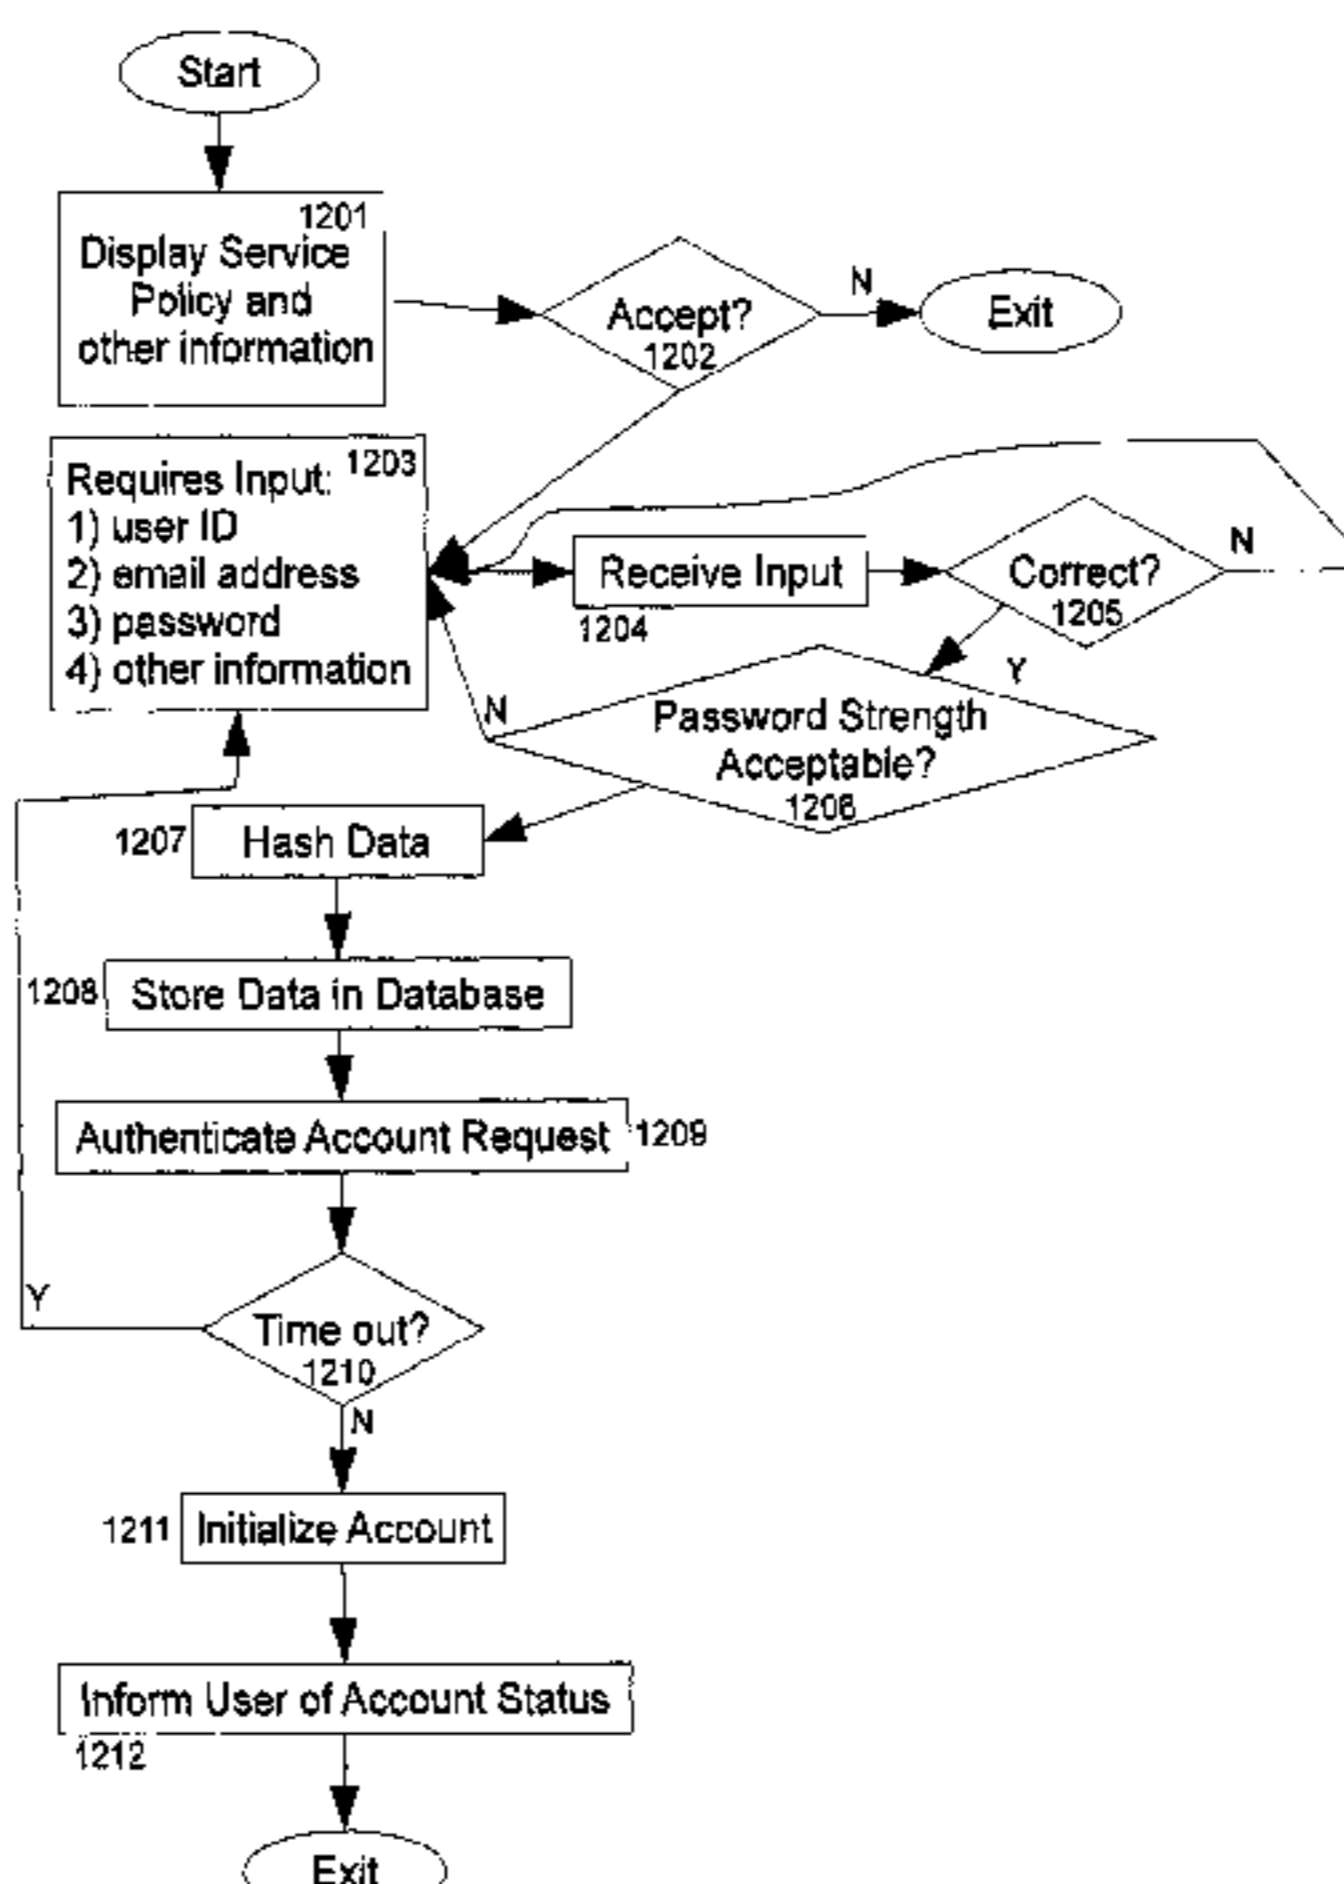 Start
1201
Display Service
Policy and
other information
Accept?
1202
N
Exit
1203
Requires Input:
1) user ID
2) email address
3) password
4) other information
Receive Input
1204
Correct?
1205
N
Y
Password Strength
Acceptable?
1206
N
1207
Hash Data
1208
Store Data in Database
Authenticate Account Request
1209
Y
Time out?
1210
N
1211
Initialize Account
Inform User of Account Status
1212
Exit